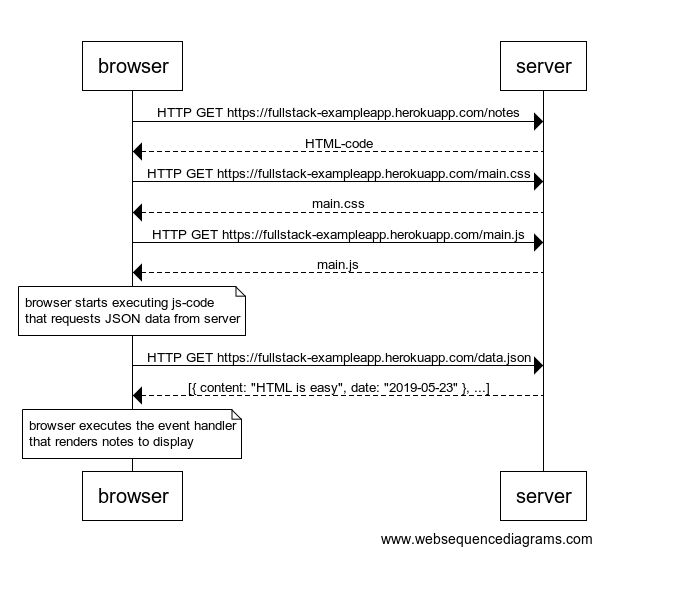 browser
server
HTTP GET https://fullstack-exampleapp.herokuapp.com/notes
HTML-code
HTTP GET https://fullstack-exampleapp.herokuapp.com/main.css
main.css
HTTP GET https://fullstack-exampleapp.herokuapp.com/main.js
main.js
browser starts executing js-code
that requests JSON data from server
HTTP GET https://fullstack-exampleapp.herokuapp.com/data.json
[{ content: "HTML is easy", date: "2019-05-23" }, ...]
browser executes the event handler
that renders notes to display
browser
server
www.websequencediagrams.com